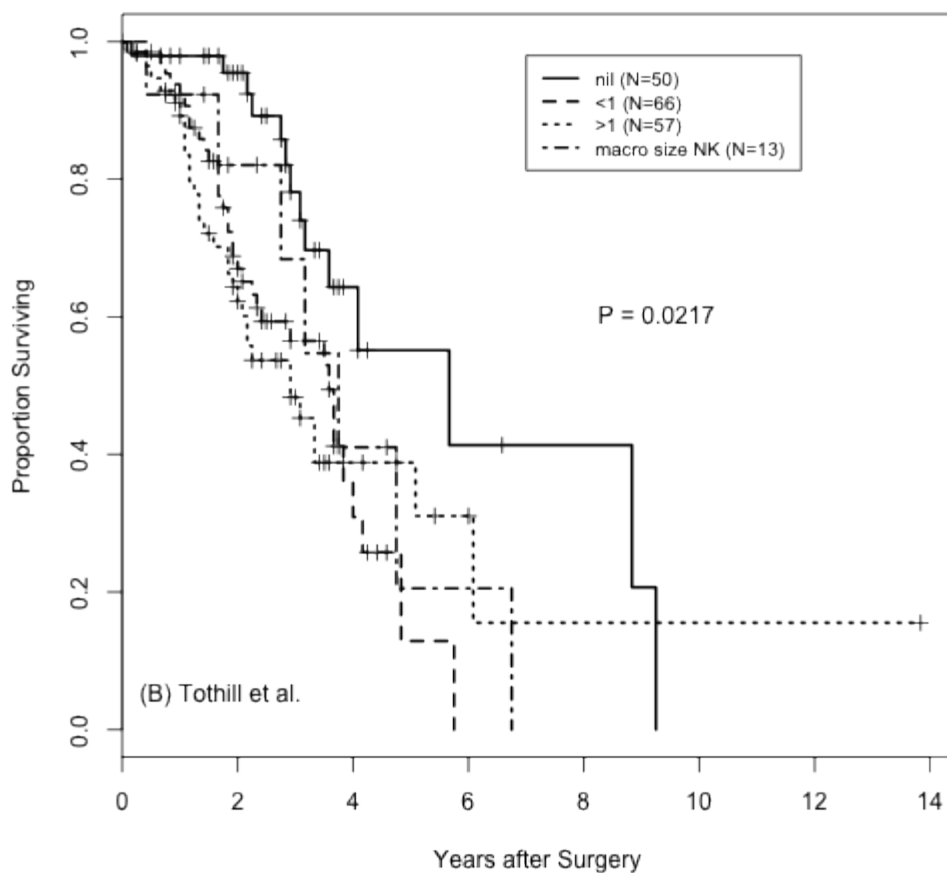 nil (N=50)
<1 (N=66)
>1 (N=57)
macro size NK (N=13)
P = 0.0217
(B) Tothill et al.
Proportion Surviving
1.0
0.8
0.6
0.4
0.2
0.0
0 2 4 6 8 10 12 14
Years after Surgery